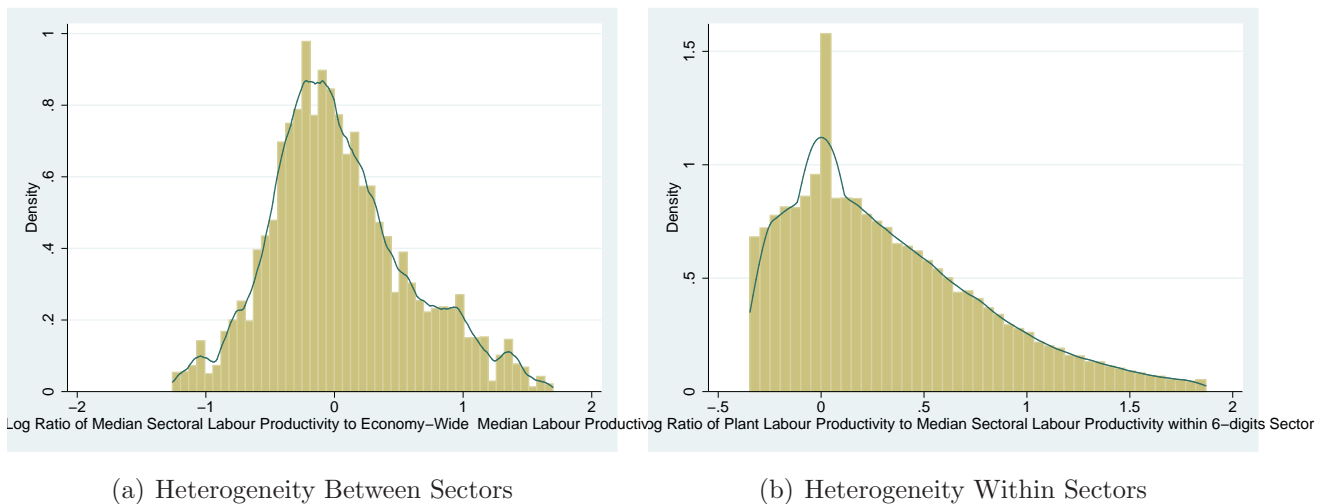 1
.8
.6
.4
.2
0
Density
−2 −1 0 1 2
Log Ratio of Median Sectoral Labour Productivity to Economy−Wide Median Labour
(a) Heterogeneity Between Sectors
1.5
1
.5
0
Density
−.5 0 .5 1 1.5 2
Ratio of Plant Labour Productivity to Median Sectoral Labour Productivity within 6−digits Sector
(b) Heterogeneity Within Sectors